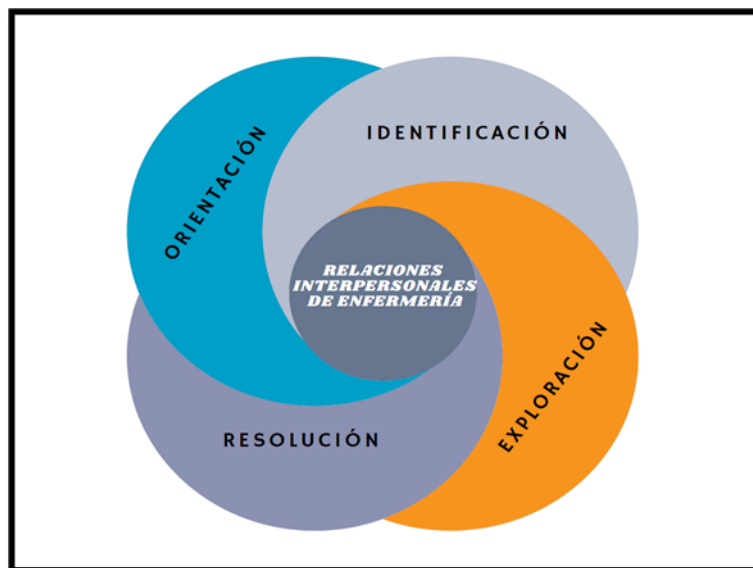 ORIENTACIÓN
IDENTIFICACIÓN
RELACIONES
INTERPERSONALES
DE ENFERMERÍA
EXPLORACIÓN
RESOLUCIÓN